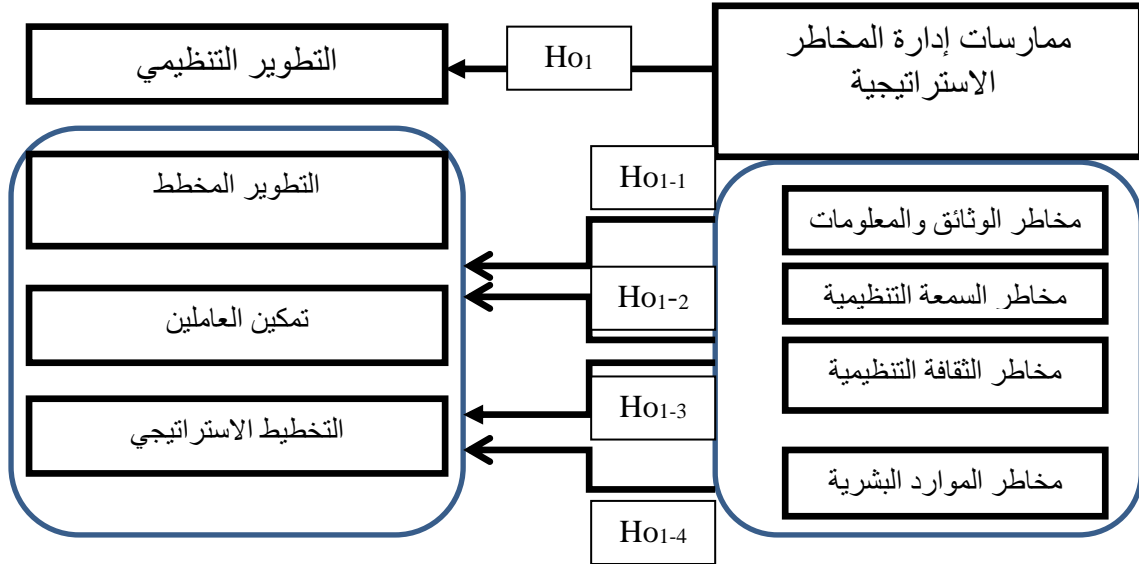 ممارسات إدارة المخاطر
الاستراتيجية
Ho1
التطوير التنظيمي
مخاطر الوثائق والمعلومات
مخاطر السمعة التنظيمية
مخاطر الثقافة التنظيمية
مخاطر الموارد البشرية
Ho1-1
Ho1-2
Ho1-3
Ho1-4
التطوير المخطط
تمكين العاملين
التخطيط الاستراتيجي